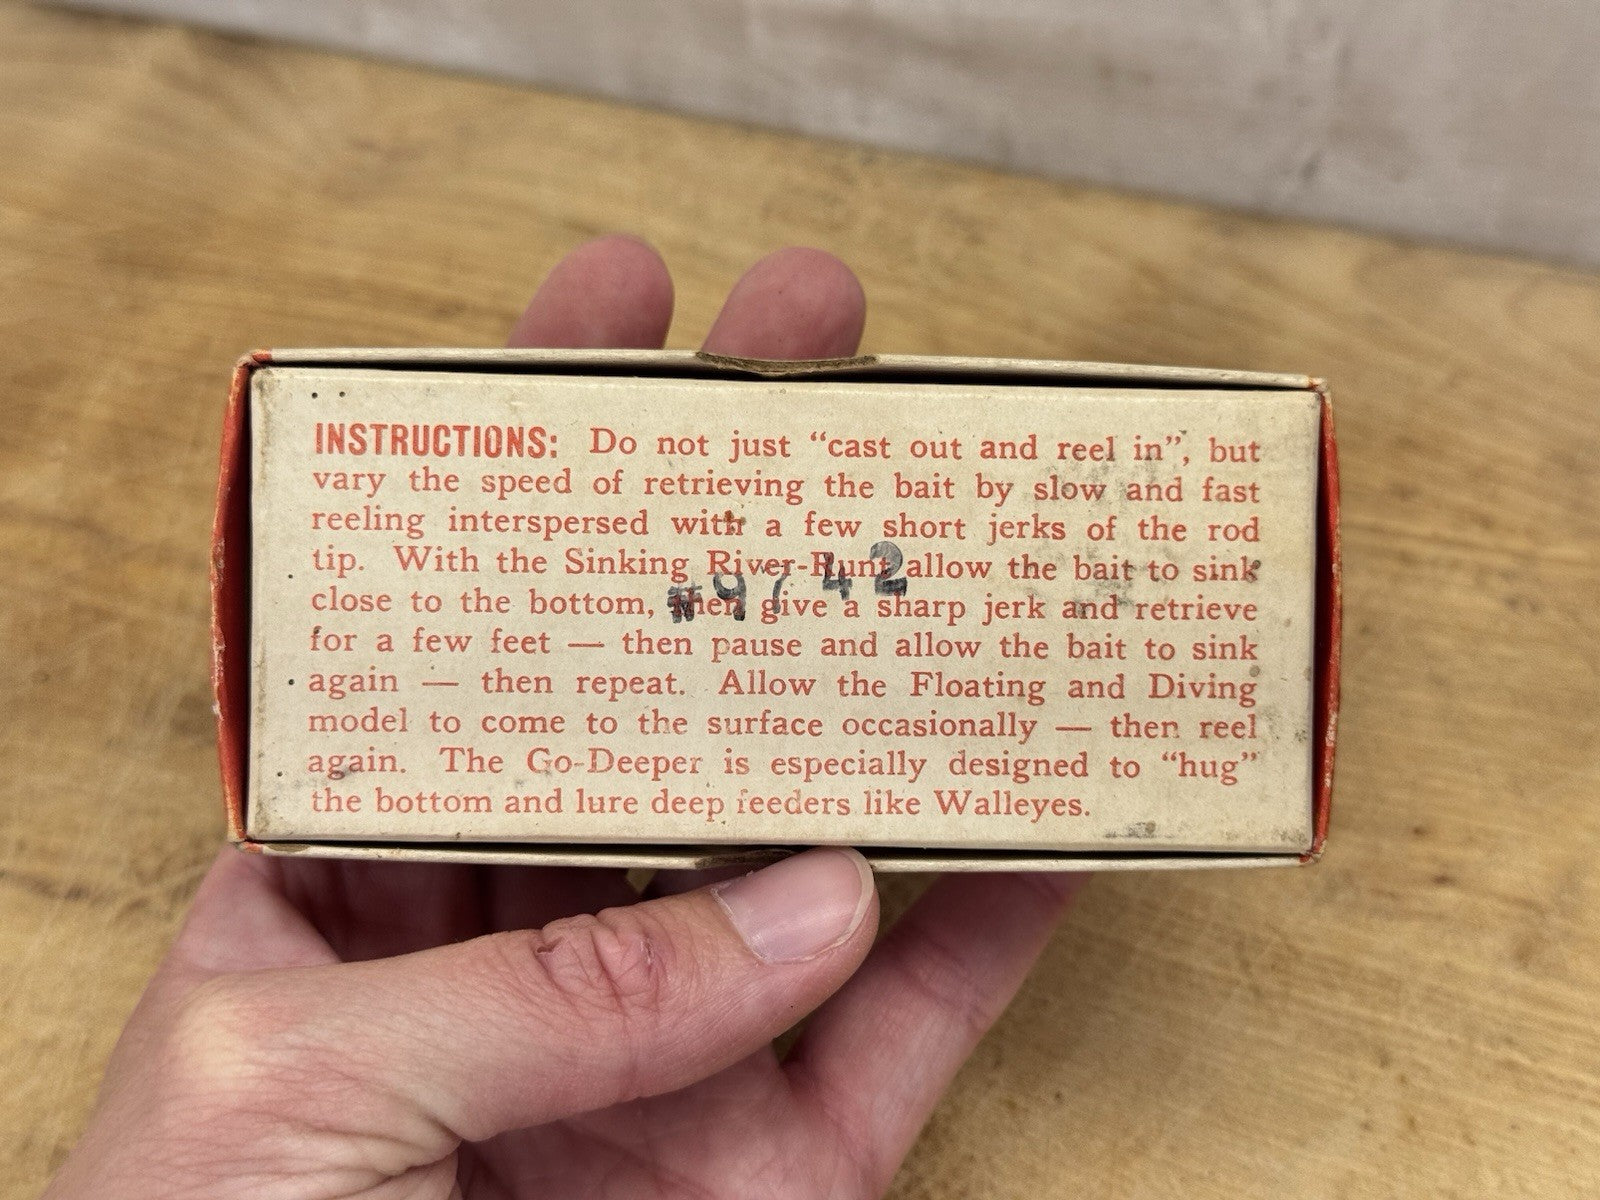 INSTRUCTIONS: Do not just “cast out and reel in”, but
vary the speed of retrieving the bait by slow and fast
reeling interspersed with a few short jerks of the rod
tip. With the Sinking River-Runt allow the bait to sink
close to the bottom, then give a sharp jerk and retrieve
for a few feet — then pause and allow the bait to sink
again — then repeat. Allow the Floating and Diving
model to come to the surface occasionally — then reel
again. The Go-Deeper is especially designed to “hug”
the bottom and lure deep feeders like Walleyes.